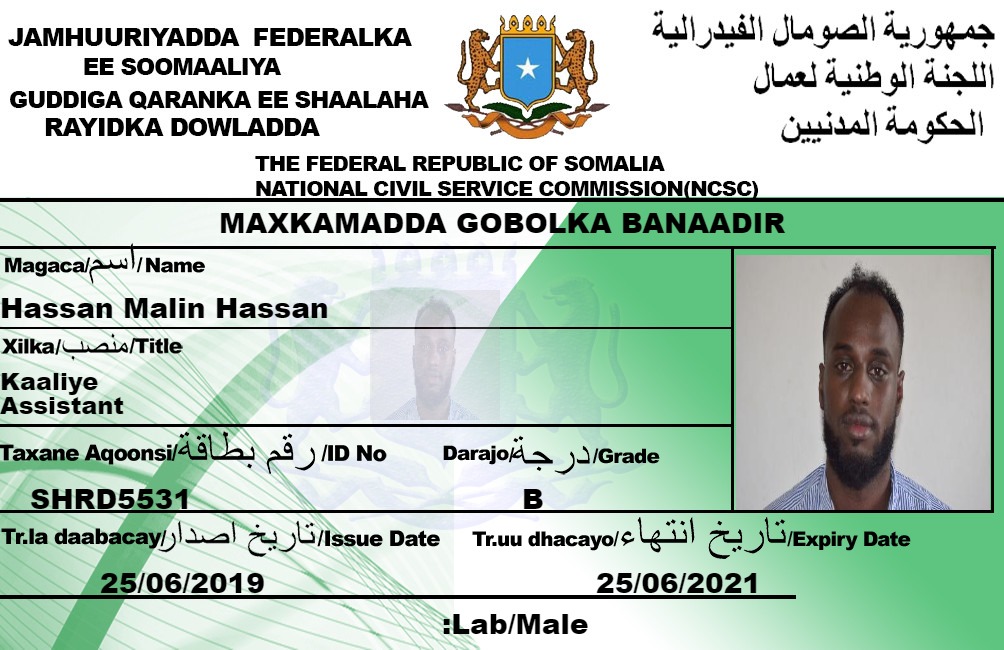 JAMHUURIYADDA FEDERALKA
EE SOOMAALIYA
GUDDIGA QARANKA EE SHAALAHA
RAYIDKA DOWLADDA
جمهورية الصومال الفيدرالية
اللجنة الوطنية لعمال
الحكومة المدنيين
THE FEDERAL REPUBLIC OF SOMALIA
NATIONAL CIVIL SERVICE COMMISSION(NCSC)
MAXKAMADDA GOBOLKA BANAADIR
Magaca/اسم/Name
Hassan Malin Hassan
Xilka/منصب/Title
Kaaliye
Assistant
Taxane Aqoonsi/رقم بطاقة/ID No Darajo/درجة/Grade
SHRD5531 B
Tr.la daabacay/تاريخ اصدار/Issue Date Tr.uu dhacayo/تاريخ انتهاء/Expiry Date
25/06/2019 25/06/2021
:Lab/Male